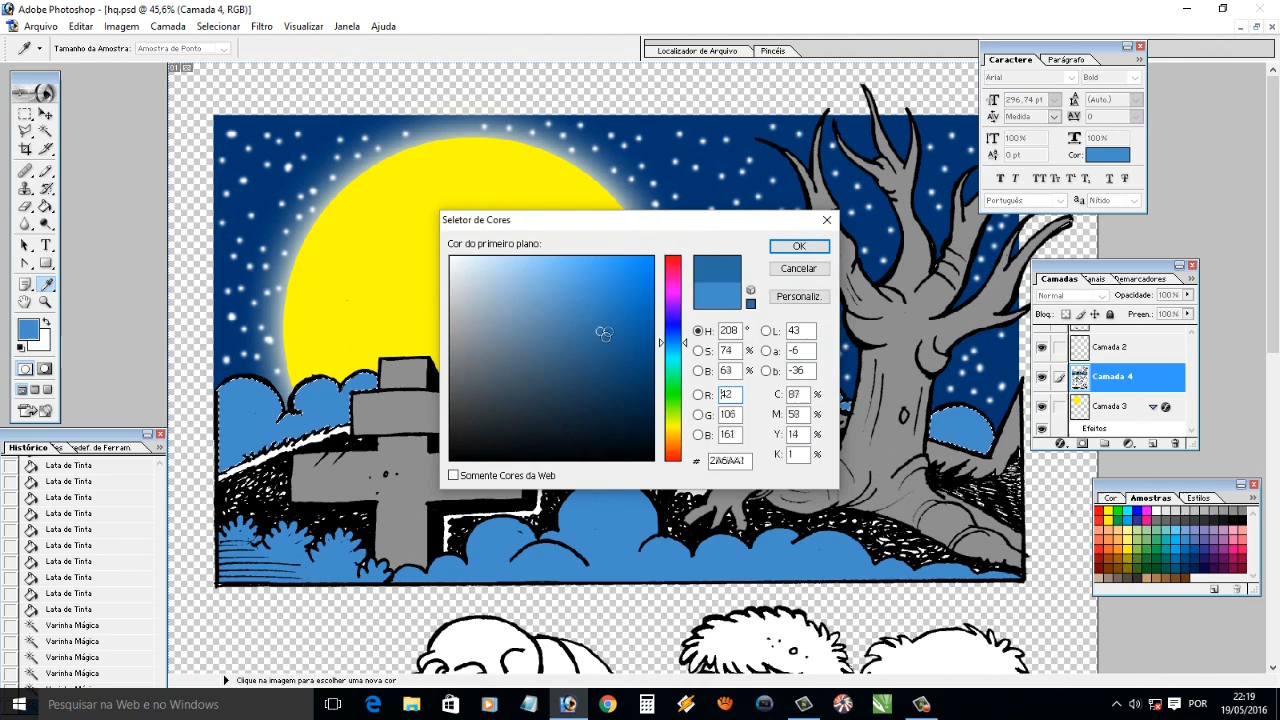 Adobe Photoshop - [hq.psd @ 45,6% (Camada 4, RGB)]
Arquivo Editar Imagem Camada Selecionar Filtro Visualizar Janela Ajuda
Tamanho da Amostra: Amostra de Ponto
Localizador de Arquivo Pincéis
Caractere Parágrafo
Arial Bold
296.74 pt (Auto.)
Medida 0
100% 100%
0 pt Cor:
Português Nítido
Seletor de Cores
Cor do primeiro plano:
OK
Cancelar
Personaliz.
H: 208 ° L: 43
S: 74 % a: -6
B: 63 % b: -36
R: 42 C: 87 %
G: 106 M: 58 %
B: 161 Y: 14 %
# 2A6AA1 K: 1 %
Somente Cores da Web
Camadas Canais Demarcadores
Normal Opacidade: 100%
Bloq.: Preen.: 100%
Camada 2
Camada 4
Camada 3
Efeitos
Histórico Predef. de Ferram.
Lata de Tinta
Lata de Tinta
Lata de Tinta
Lata de Tinta
Lata de Tinta
Lata de Tinta
Lata de Tinta
Lata de Tinta
Lata de Tinta
Lata de Tinta
Varinha Mágica
Varinha Mágica
Varinha Mágica
Varinha Mágica
Cor Amostras Estilos
Clique na imagem para escolher uma nova cor
Pesquisar na Web e no Windows
POR
22:19
19/05/2016